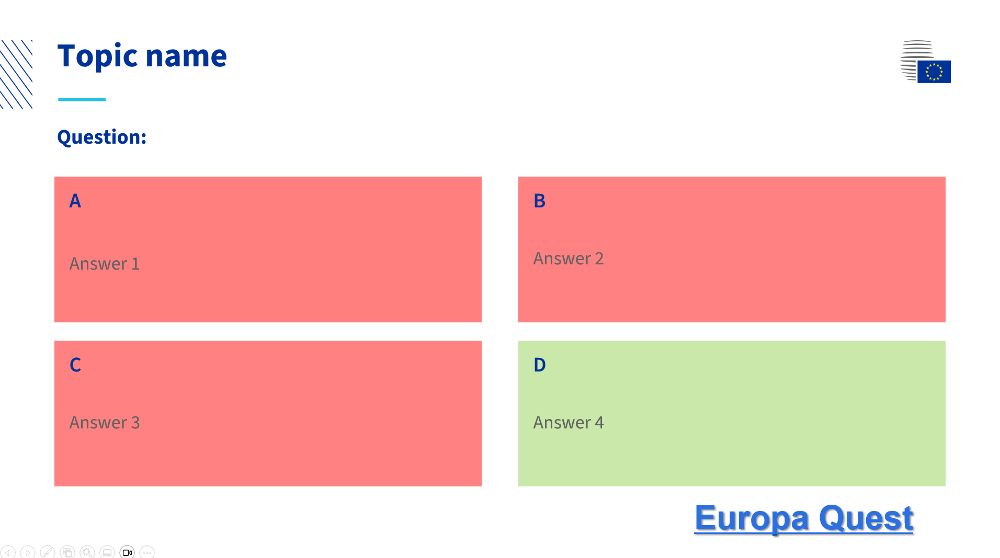 Topic name
Question:
A
Answer 1
B
Answer 2
C
Answer 3
D
Answer 4
Europa Quest